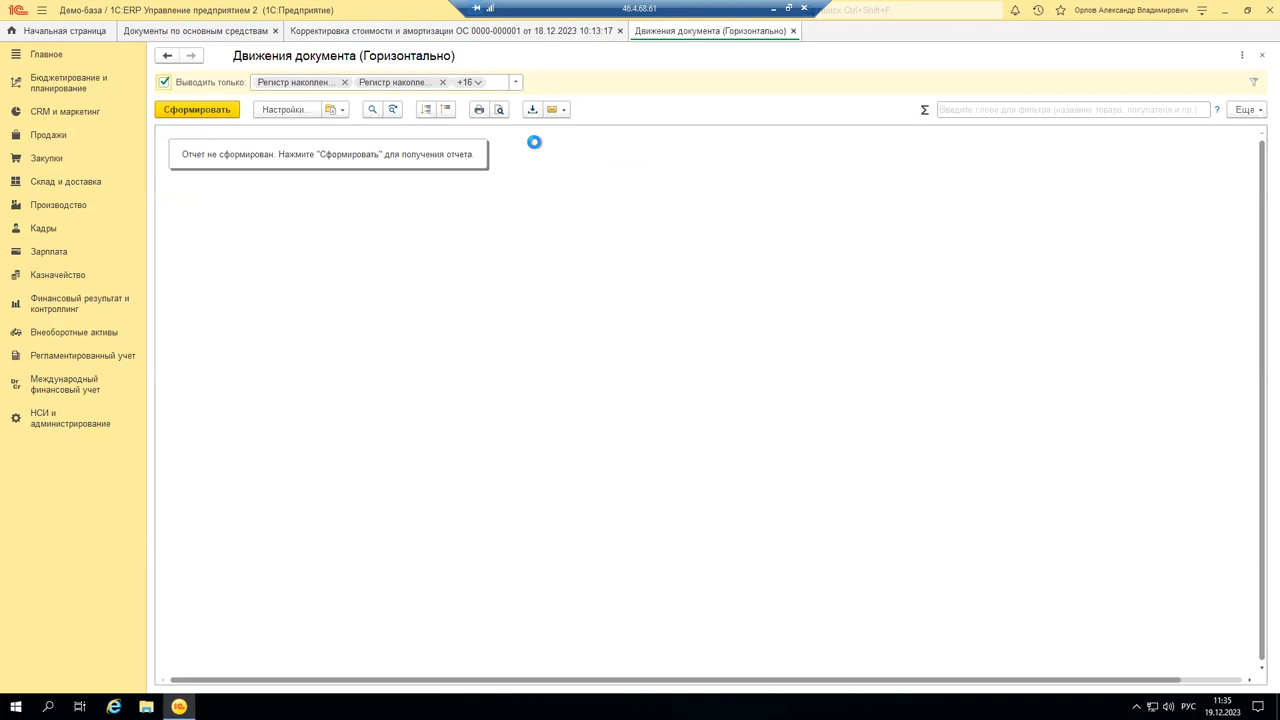 Демо-база / 1С:ERP Управление предприятием 2 (1С:Предприятие)
46.4.68.61
Ctrl+Shift+F
Орлов Александр Владимирович
Начальная страница
Документы по основным средствам
Корректировка стоимости и амортизации ОС 0000-000001 от 18.12.2023 10:13:17
Движения документа (Горизонтально)
Главное
Бюджетирование и
планирование
CRM и маркетинг
Продажи
Закупки
Склад и доставка
Производство
Кадры
Зарплата
Казначейство
Финансовый результат и
контроллинг
Внеоборотные активы
Регламентированный учет
Международный
финансовый учет
НСИ и
администрирование
Движения документа (Горизонтально)
Выводить только:
Регистр накоплен...
Регистр накопле...
+16
Сформировать
Настройки...
Введите слово для фильтра (название товара, покупателя и пр.)
?
Еще
Отчет не сформирован. Нажмите "Сформировать" для получения отчета.
РУС
11:35
19.12.2023